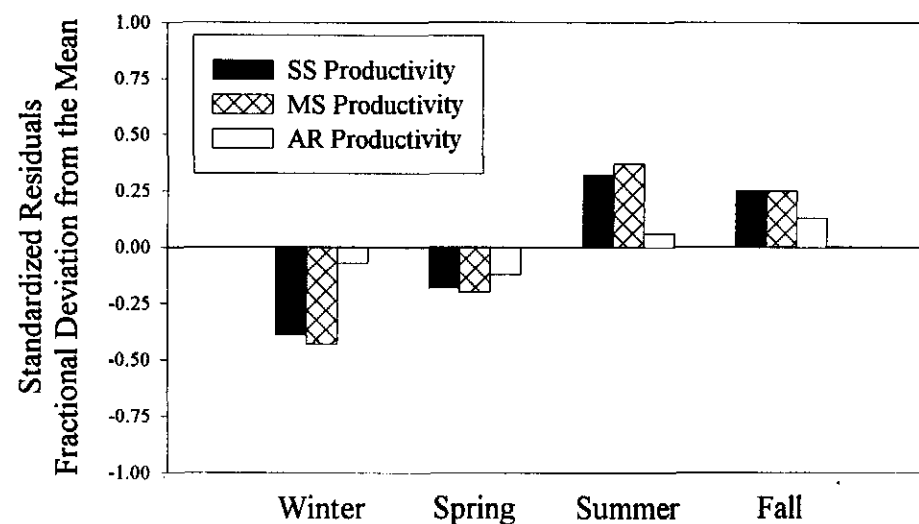 Standardized Residuals
Fractional Deviation from the Mean
1.00
0.75
0.50
0.25
0.00
-0.25
-0.50
-0.75
-1.00
SS Productivity
MS Productivity
AR Productivity
Winter Spring Summer Fall